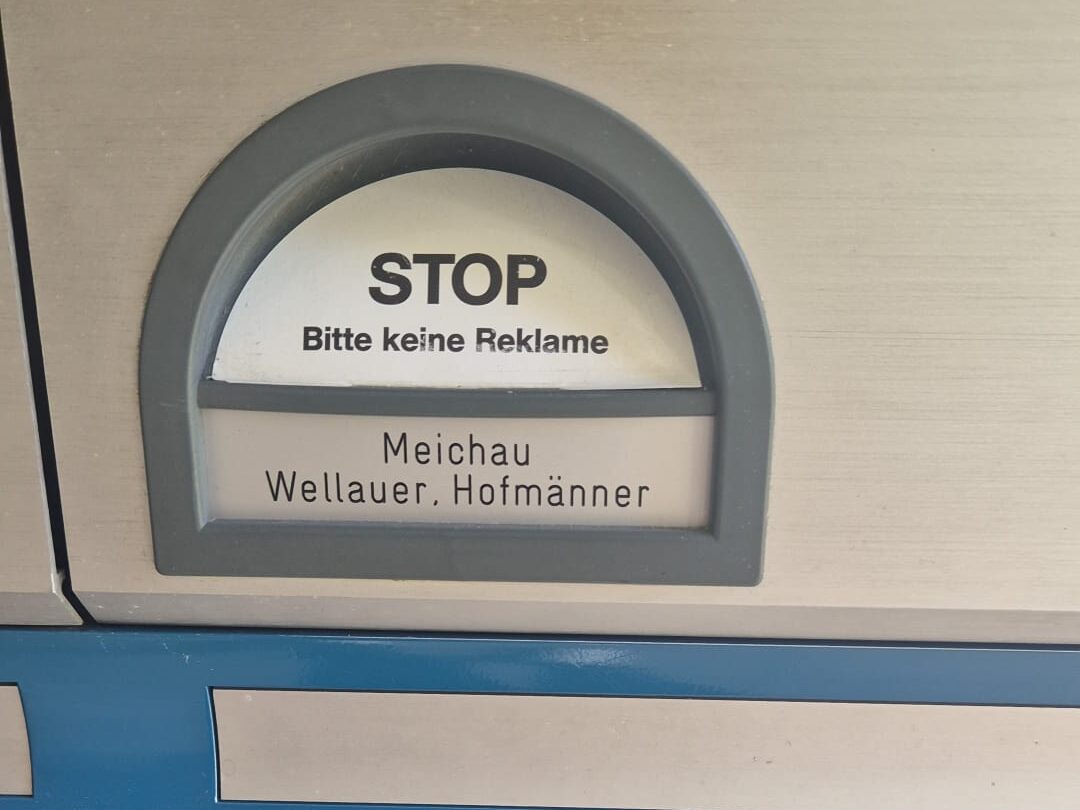 STOP
Bitte keine Reklame
Meichau
Wellauer, Hofmänner